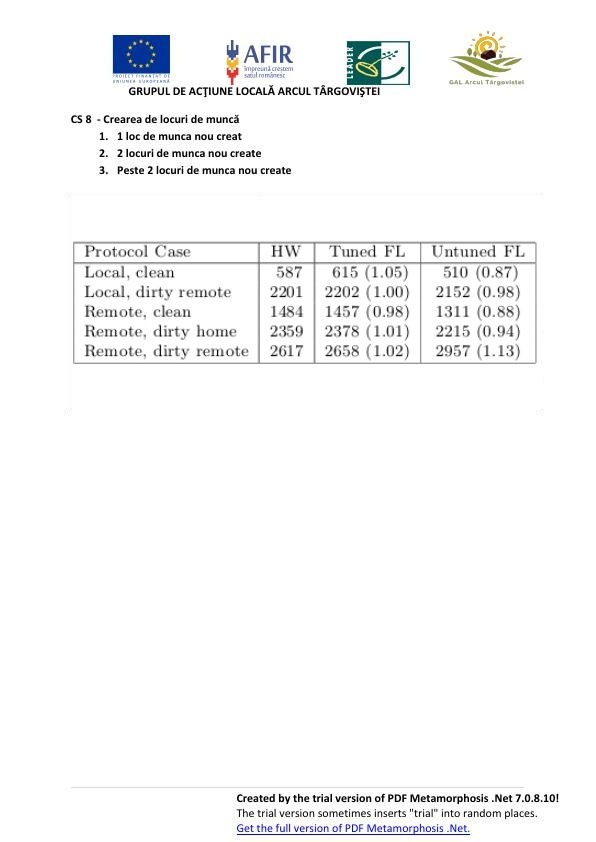 PROIECT FINANȚAT DE
UNIUNEA EUROPEANĂ
AFIR
împreună creștem
satul românesc
LEADER
GAL Arcul Târgoviștei
GRUPUL DE ACŢIUNE LOCALĂ ARCUL TÂRGOVIŞTEI
CS 8 - Crearea de locuri de muncă
1. 1 loc de munca nou creat
2. 2 locuri de munca nou create
3. Peste 2 locuri de munca nou create
Protocol Case HW Tuned FL Untuned FL
Local, clean 587 615 (1.05) 510 (0.87)
Local, dirty remote 2201 2202 (1.00) 2152 (0.98)
Remote, clean 1484 1457 (0.98) 1311 (0.88)
Remote, dirty home 2359 2378 (1.01) 2215 (0.94)
Remote, dirty remote 2617 2658 (1.02) 2957 (1.13)
Created by the trial version of PDF Metamorphosis .Net 7.0.8.10!
The trial version sometimes inserts "trial" into random places.
Get the full version of PDF Metamorphosis .Net.